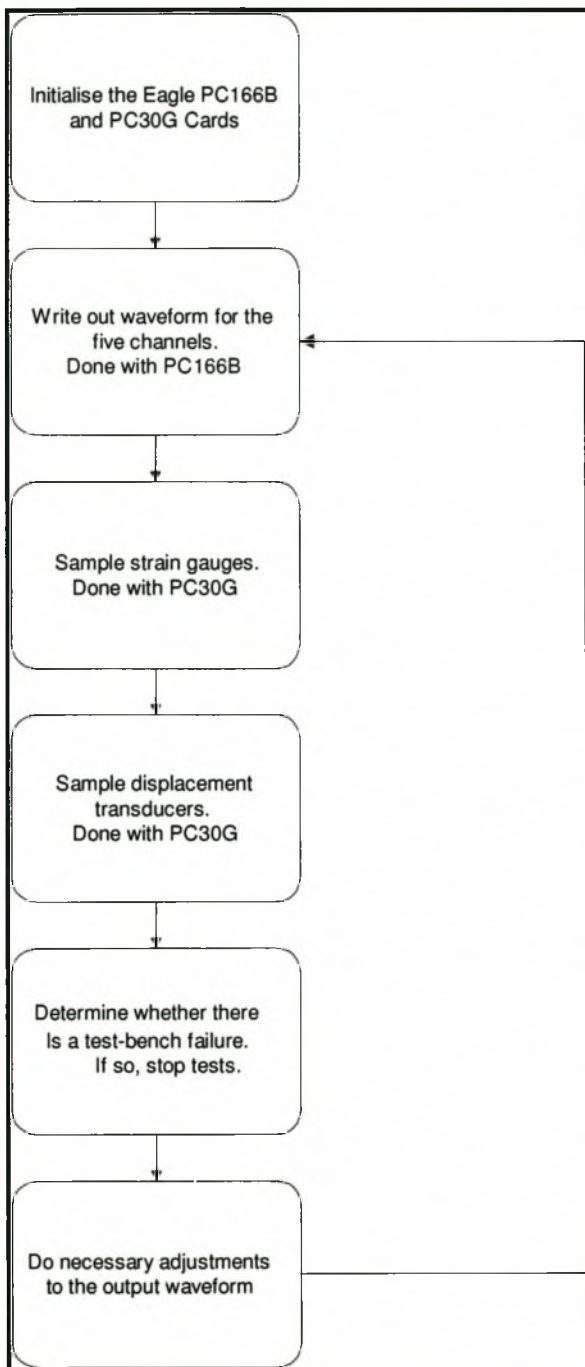 Initialise the Eagle PC166B
and PC30G Cards
Write out waveform for the
five channels.
Done with PC166B
Sample strain gauges.
Done with PC30G
Sample displacement
transducers.
Done with PC30G
Determine whether there
Is a test-bench failure.
If so, stop tests.
Do necessary adjustments
to the output waveform